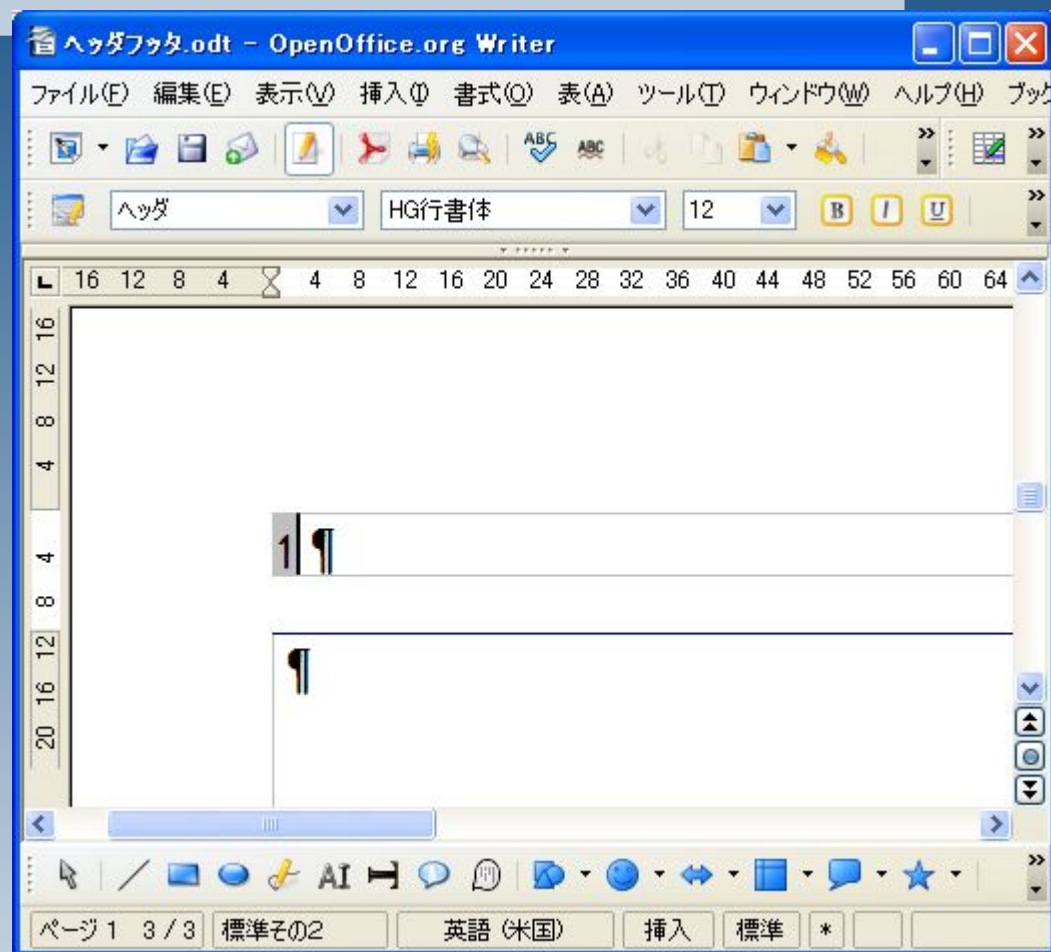 ヘッダフッタ.odt - OpenOffice.org Writer
ファイル(F) 編集(E) 表示(V) 挿入(I) 書式(O) 表(A) ツール(T) ウィンドウ(W) ヘルプ(H) ブック
ABC ABC
ヘッダ HG行書体 12 B I U
16 12 8 4 4 8 12 16 20 24 28 32 36 40 44 48 52 56 60 64
16
12
8
4
1 ¶
4
8
12
¶
16
20
AI
ページ 1 3 / 3 標準その2 英語 (米国) 挿入 標準 *